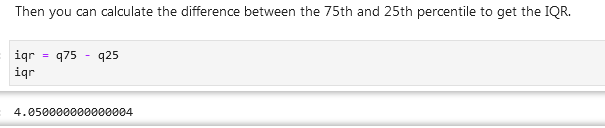 Then you can calculate the difference between the 75th and 25th percentile to get the IQR.
iqr = q75 - q25
iqr
4.050000000000004